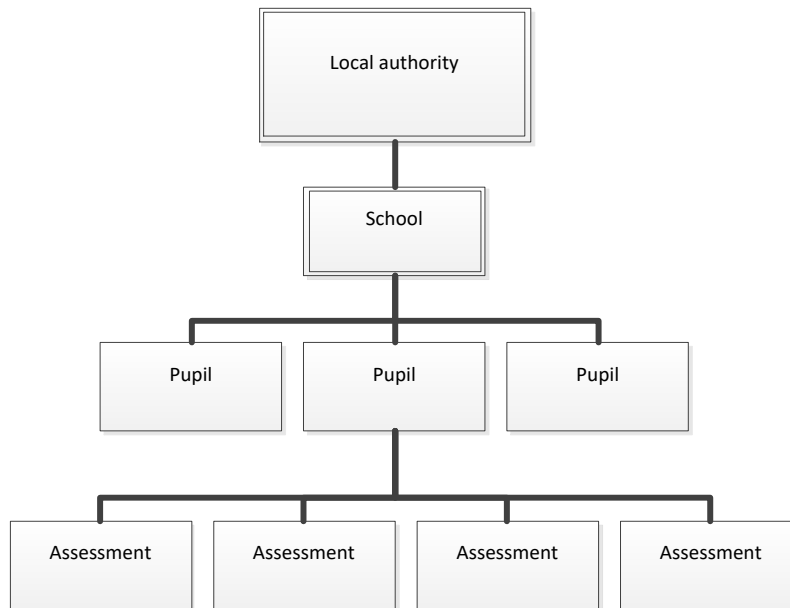 Local authority
School
Pupil
Pupil
Pupil
Assessment
Assessment
Assessment
Assessment